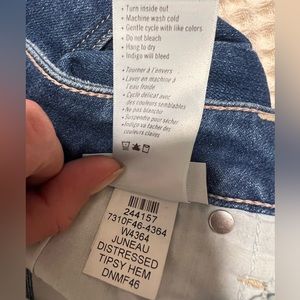 • Turn inside out
• Machine wash cold
• Gentle cycle with like colors
• Do not bleach
• Hang to dry
• Indigo will bleed
• Tourner à l'envers
• Laver en machine à
l'eau froide
• Cycle délicat avec
des couleurs semblables
• Ne pas blanchir
• Suspendre pour sécher
• Indigo va tacher des
couleurs claires
244157
7310F46-4364
W4364
JUNEAU
DISTRESSED
TIPSY HEM
DNMF46